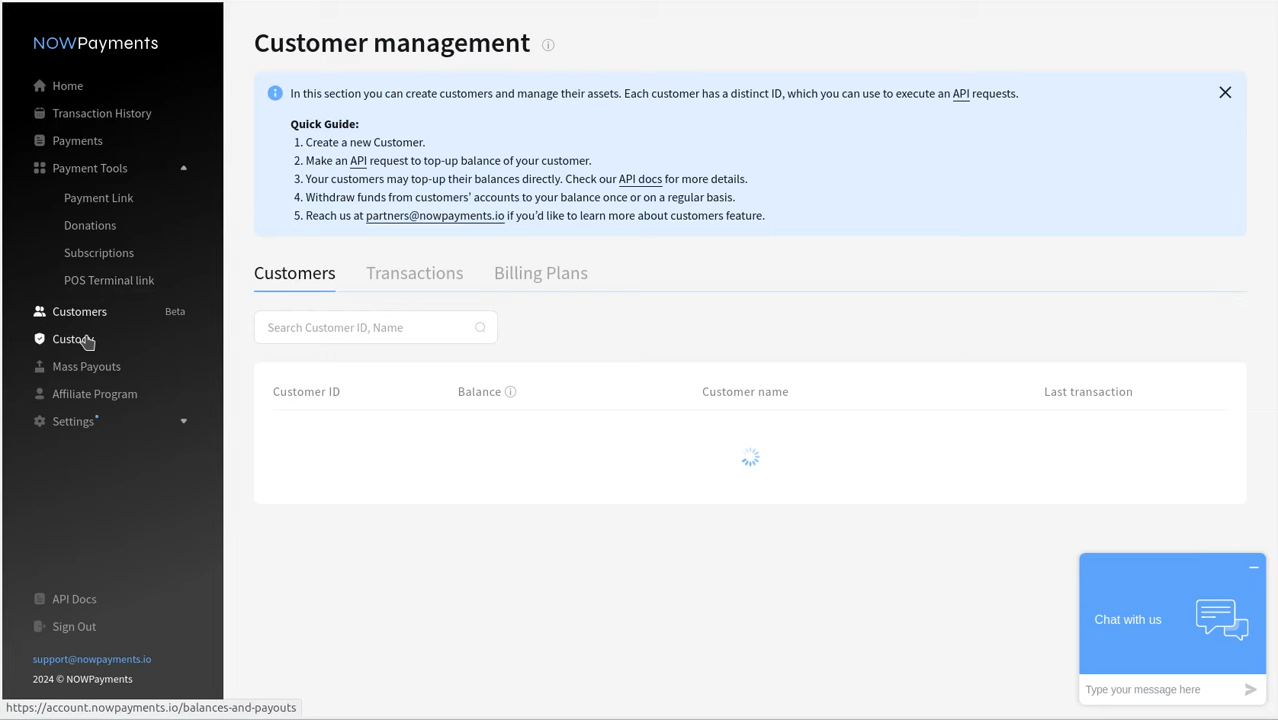 NOWPayments
Home
Transaction History
Payments
Payment Tools
Payment Link
Donations
Subscriptions
POS Terminal link
Customers Beta
Custody
Mass Payouts
Affiliate Program
Settings
API Docs
Sign Out
support@nowpayments.io
2024 © NOWPayments
https://account.nowpayments.io/balances-and-payouts
Customer management
In this section you can create customers and manage their assets. Each customer has a distinct ID, which you can use to execute an API requests.
Quick Guide:
1. Create a new Customer.
2. Make an API request to top-up balance of your customer.
3. Your customers may top-up their balances directly. Check our API docs for more details.
4. Withdraw funds from customers’ accounts to your balance once or on a regular basis.
5. Reach us at partners@nowpayments.io if you’d like to learn more about customers feature.
Customers Transactions Billing Plans
Search Customer ID, Name
Customer ID Balance Customer name Last transaction
Chat with us
Type your message here